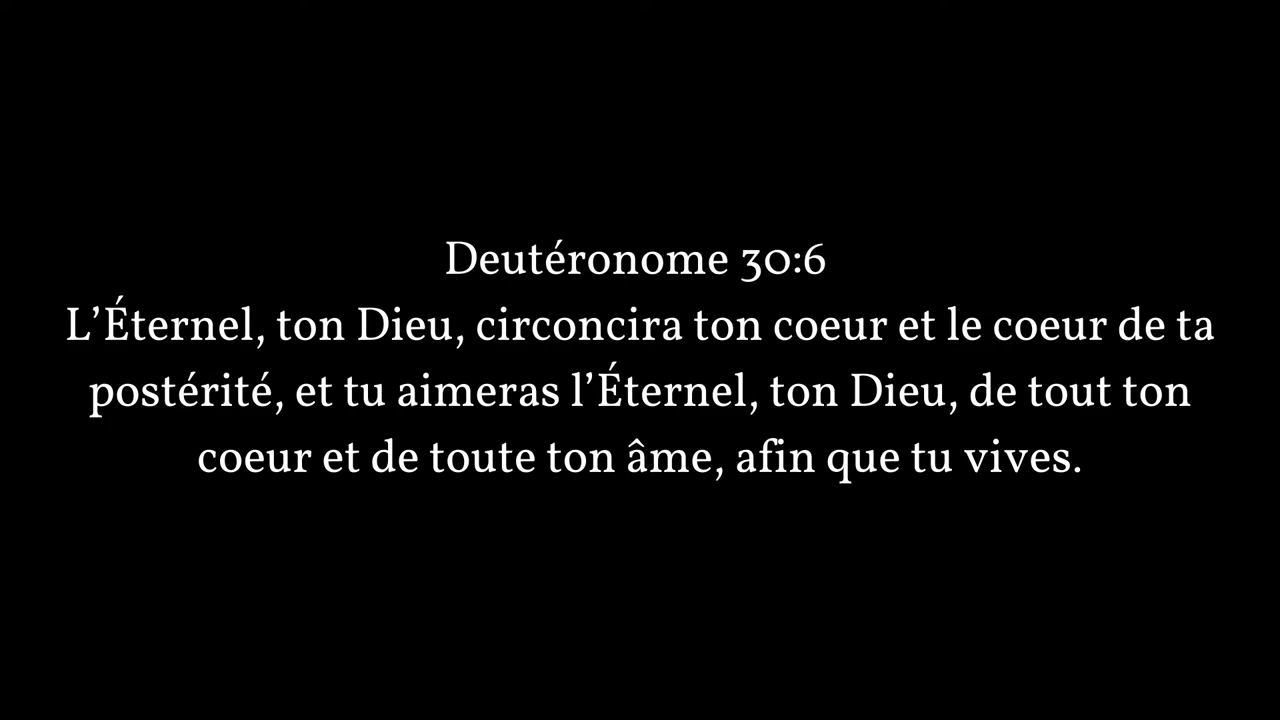 Deutéronome 30:6
L’Éternel, ton Dieu, circoncira ton coeur et le coeur de ta
postérité, et tu aimeras l’Éternel, ton Dieu, de tout ton
coeur et de toute ton âme, afin que tu vives.